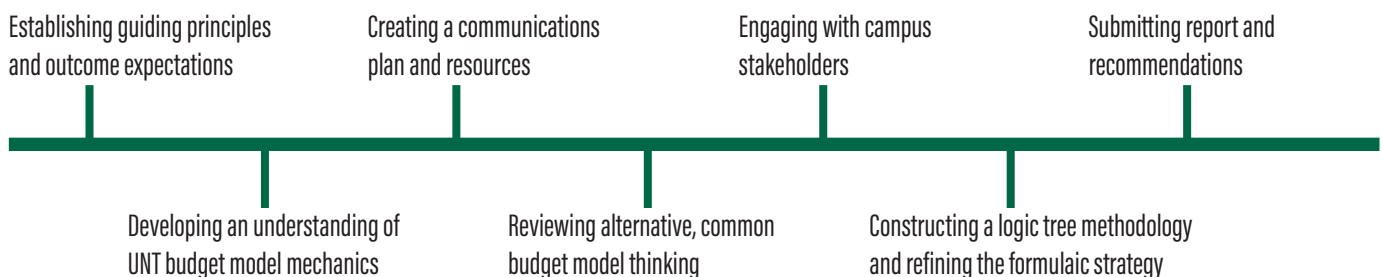 Establishing guiding principles
and outcome expectations
Creating a communications
plan and resources
Engaging with campus
stakeholders
Submitting report and
recommendations
Developing an understanding of
UNT budget model mechanics
Reviewing alternative, common
budget model thinking
Constructing a logic tree methodology
and refining the formulaic strategy